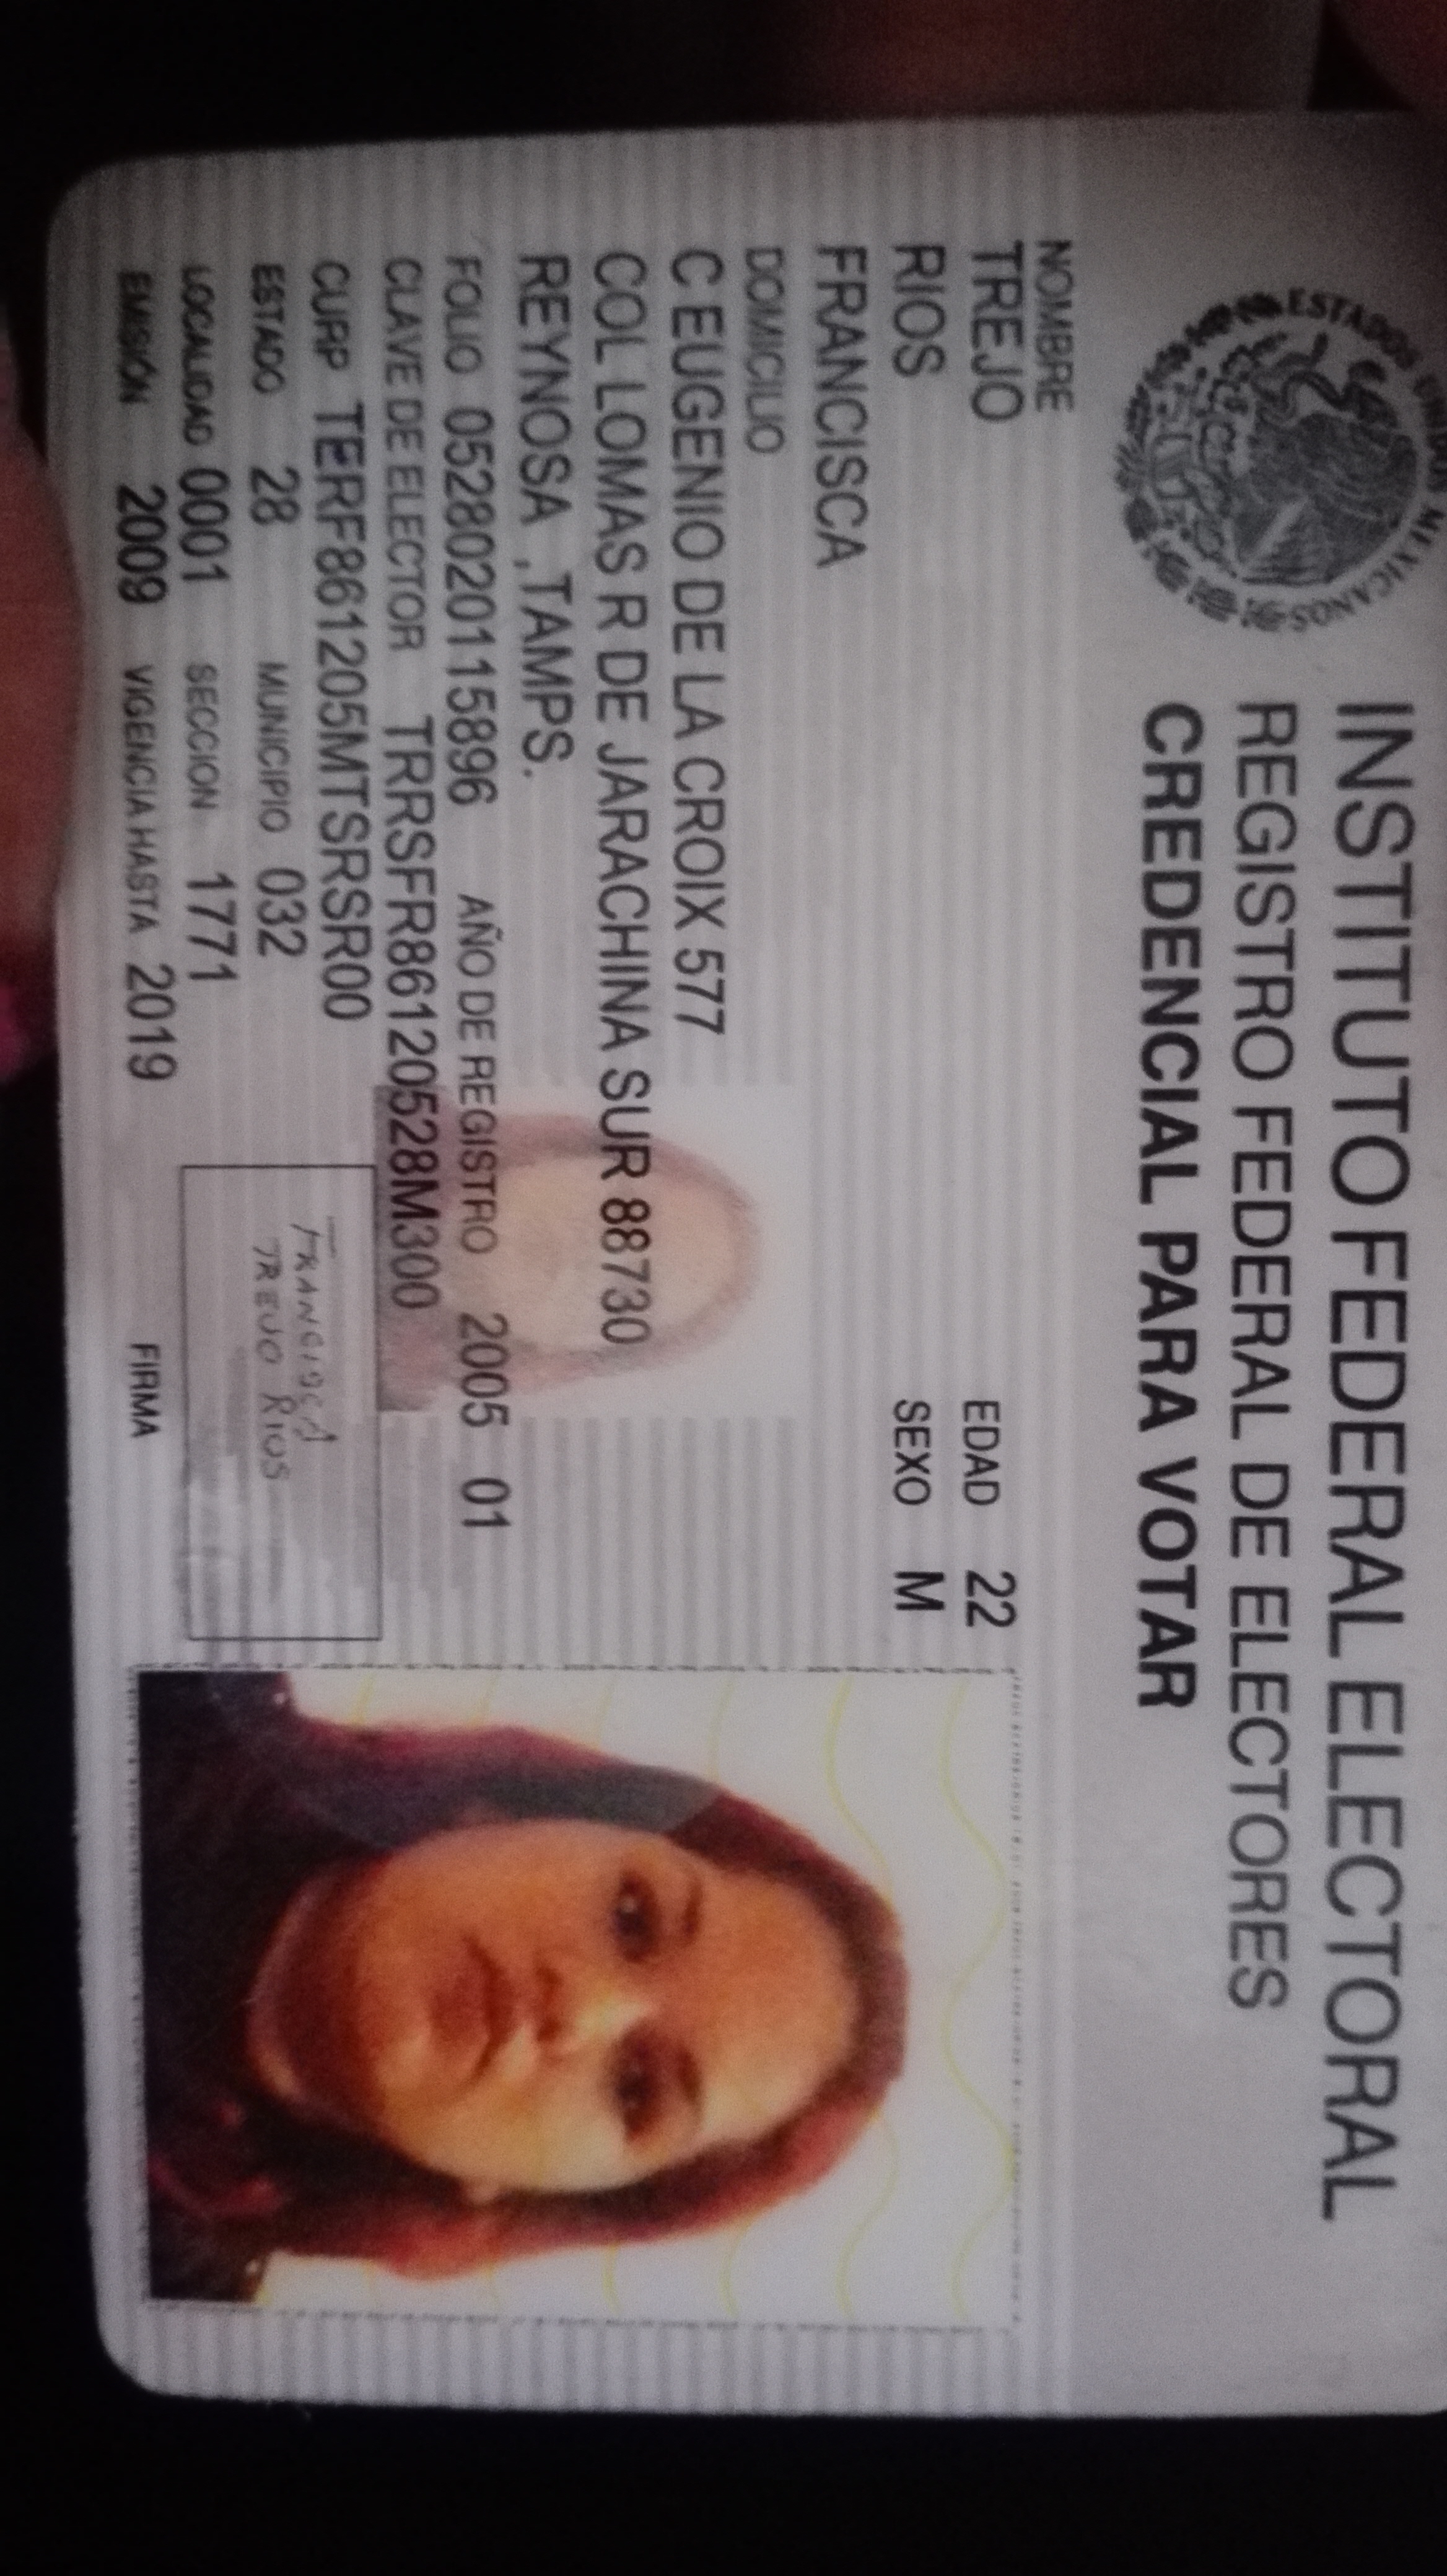 ESTADOS UNIDOS MEXICANOS
INSTITUTO FEDERAL ELECTORAL
REGISTRO FEDERAL DE ELECTORES
CREDENCIAL PARA VOTAR
NOMBRE
TREJO
RIOS
FRANCISCA
EDAD 22
SEXO M
DOMICILIO
C EUGENIO DE LA CROIX 577
COL LOMAS R DE JARACHINA SUR 88730
REYNOSA ,TAMPS.
FOLIO 0528020115896 AÑO DE REGISTRO 2005 01
CLAVE DE ELECTOR TRRSFR86120528M300
CURP TERF861205MTSRSR00
ESTADO 28 MUNICIPIO 032
LOCALIDAD 0001 SECCION 1771
EMISIÓN 2009 VIGENCIA HASTA 2019
FRANCISCA
TREJO RIOS
FIRMA